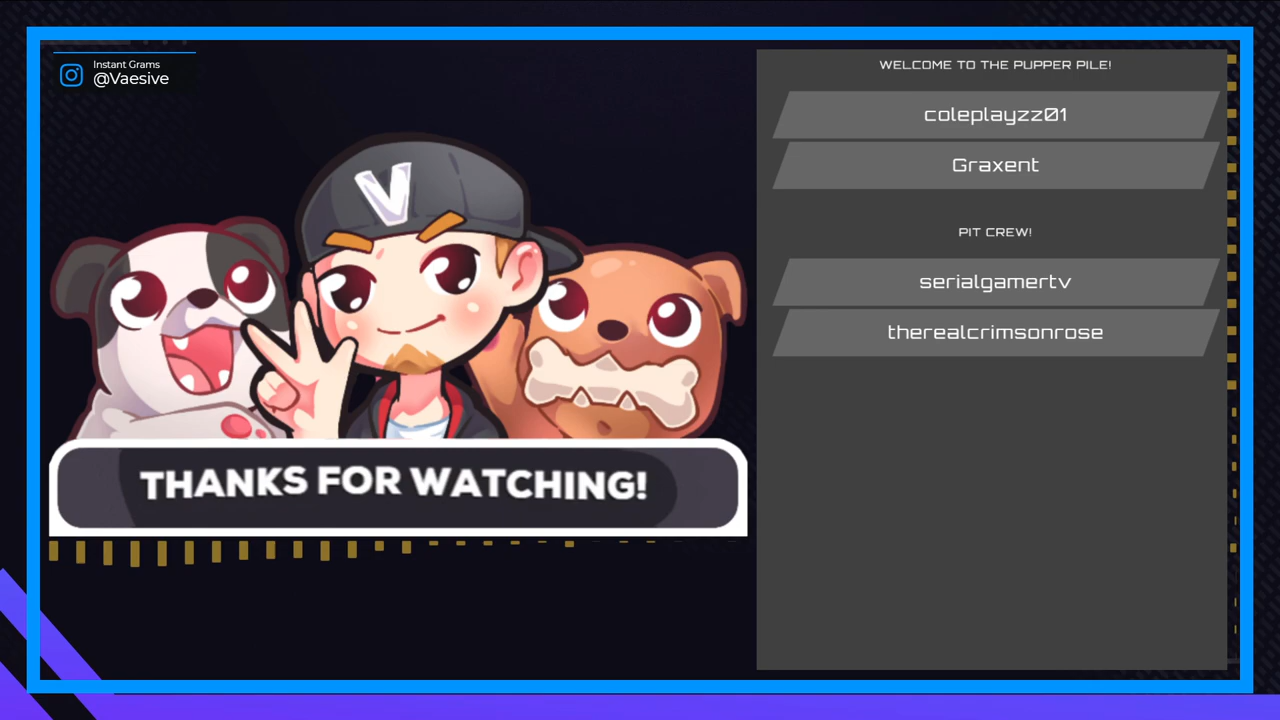 Instant Grams
@Vaesive
V
THANKS FOR WATCHING!
WELCOME TO THE PUPPER PILE!
coleplayzz01
Graxent
PIT CREW!
serialgamertv
therealcrimsonrose